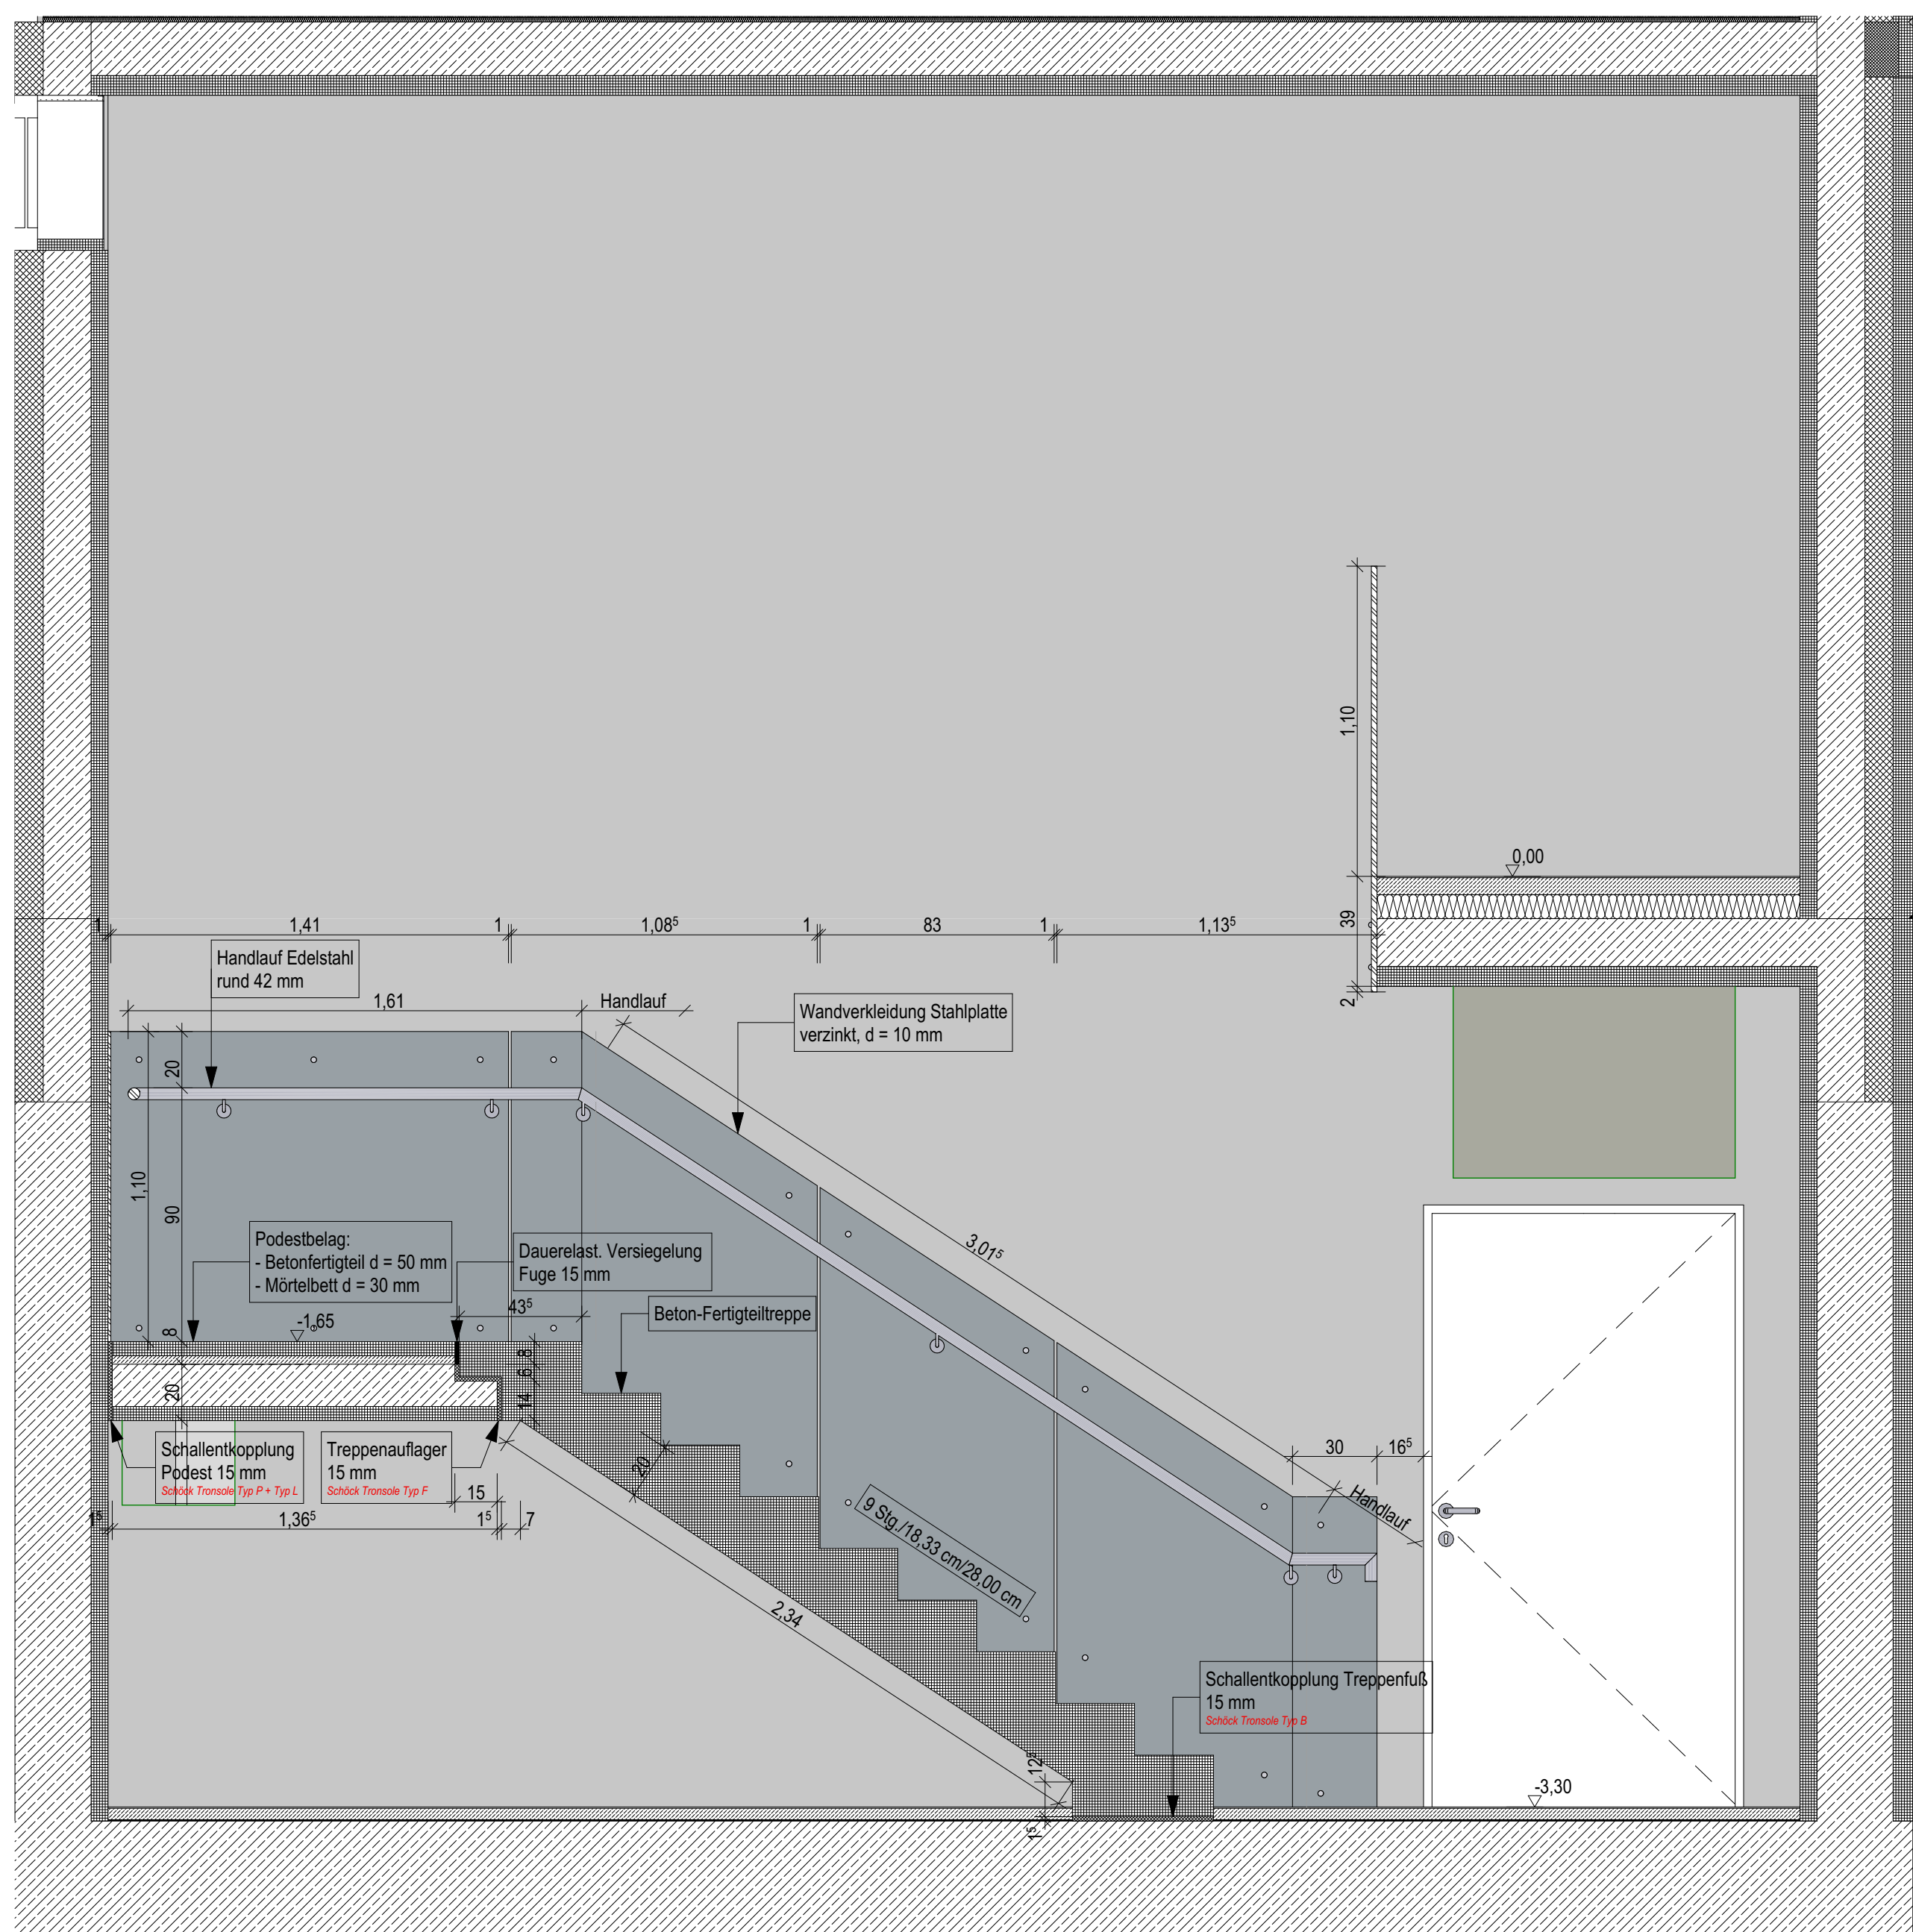 1,10
0,00
39
2
1
1,41
1
1,08⁵
1
83
1
1,13⁵
Handlauf Edelstahl
rund 42 mm
1,61
Handlauf
Wandverkleidung Stahlplatte
verzinkt, d = 10 mm
20
1,10
90
3,01⁵
Podestbelag:
- Betonfertigteil d = 50 mm
- Mörtelbett d = 30 mm
Dauerelast. Versiegelung
Fuge 15 mm
43⁵
Beton-Fertigteiltreppe
-1,65
8
8
6
14
20
20
Schallentkopplung
Podest 15 mm
Schöck Tronsole Typ P + Typ L
Treppenauflager
15 mm
Schöck Tronsole Typ F
15
1⁵
1,36⁵
1⁵
7
30
16⁵
Handlauf
9 Stg./18,33 cm/28,00 cm
2,34
Schallentkopplung Treppenfuß
15 mm
Schöck Tronsole Typ B
12⁵
1⁵
-3,30